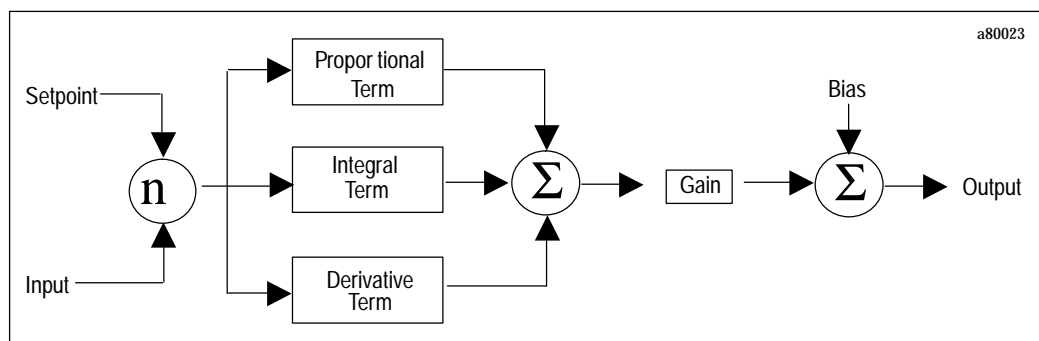 a80023
Propor tional
Term
Setpoint
Bias
n
Integral
Term
Σ
Gain
Σ
Output
Input
Derivative
Term